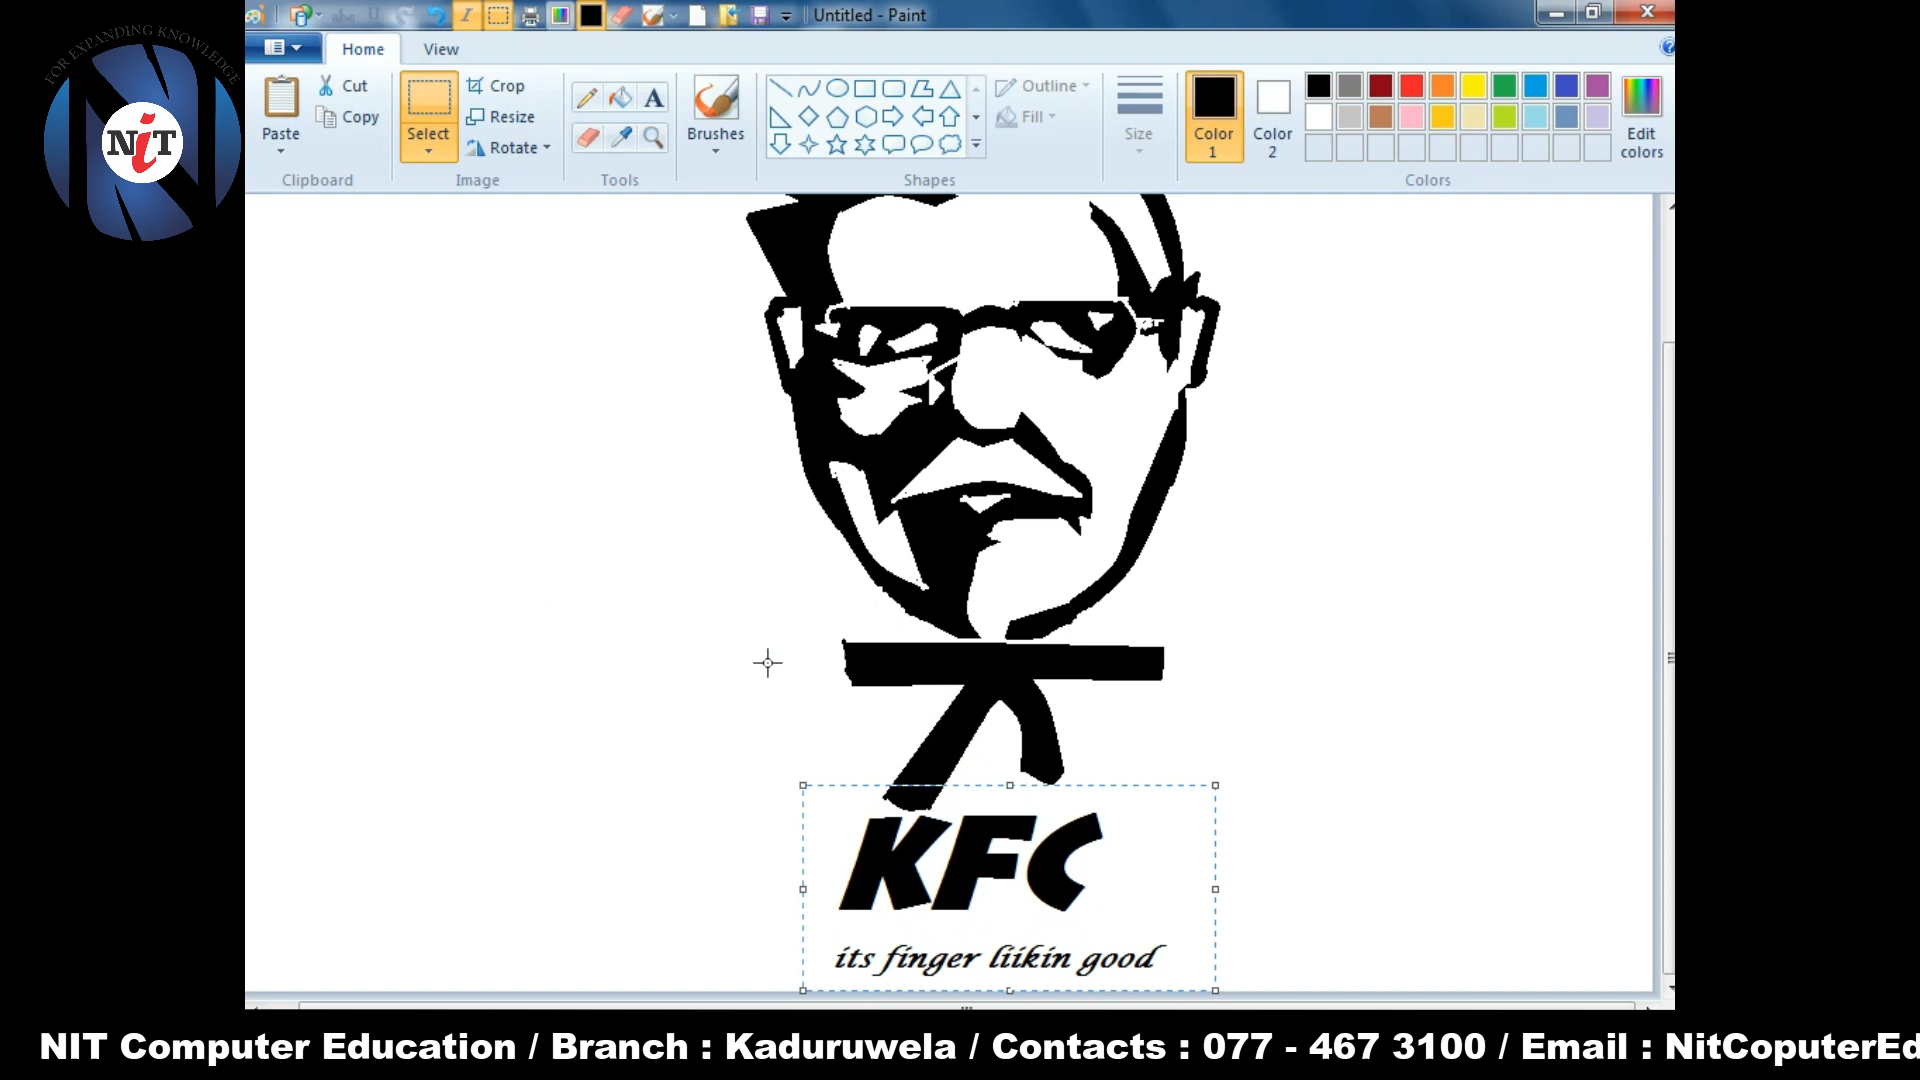 FOR EXPANDING KNOWLEDGE
NiT
abc U I
Untitled - Paint
Home
View
Paste
Cut
Copy
Clipboard
Select
Crop
Resize
Rotate
Image
A
Tools
Brushes
Shapes
Outline
Fill
Size
Color
1
Color
2
Edit
colors
Colors
KFC
its finger liikin good
NIT Computer Education / Branch : Kaduruwela / Contacts : 077 - 467 3100 / Email : NitCoputerEd